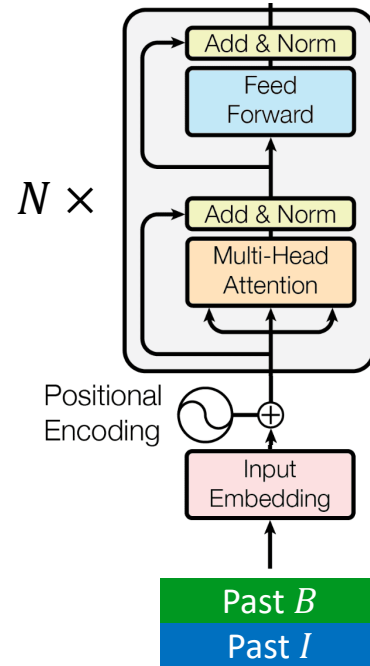 Add & Norm
Feed
Forward
N ×
Add & Norm
Multi-Head
Attention
Positional
Encoding
Input
Embedding
Past B
Past I